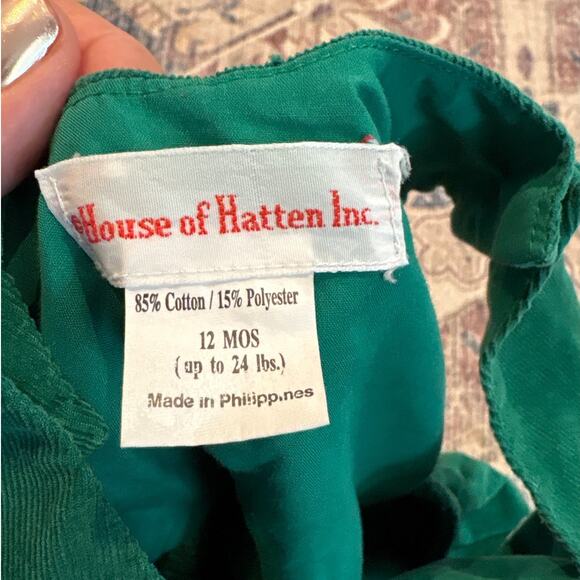 ©House of Hatten Inc.
85% Cotton / 15% Polyester
12 MOS
(up to 24 lbs.)
Made in Philippines